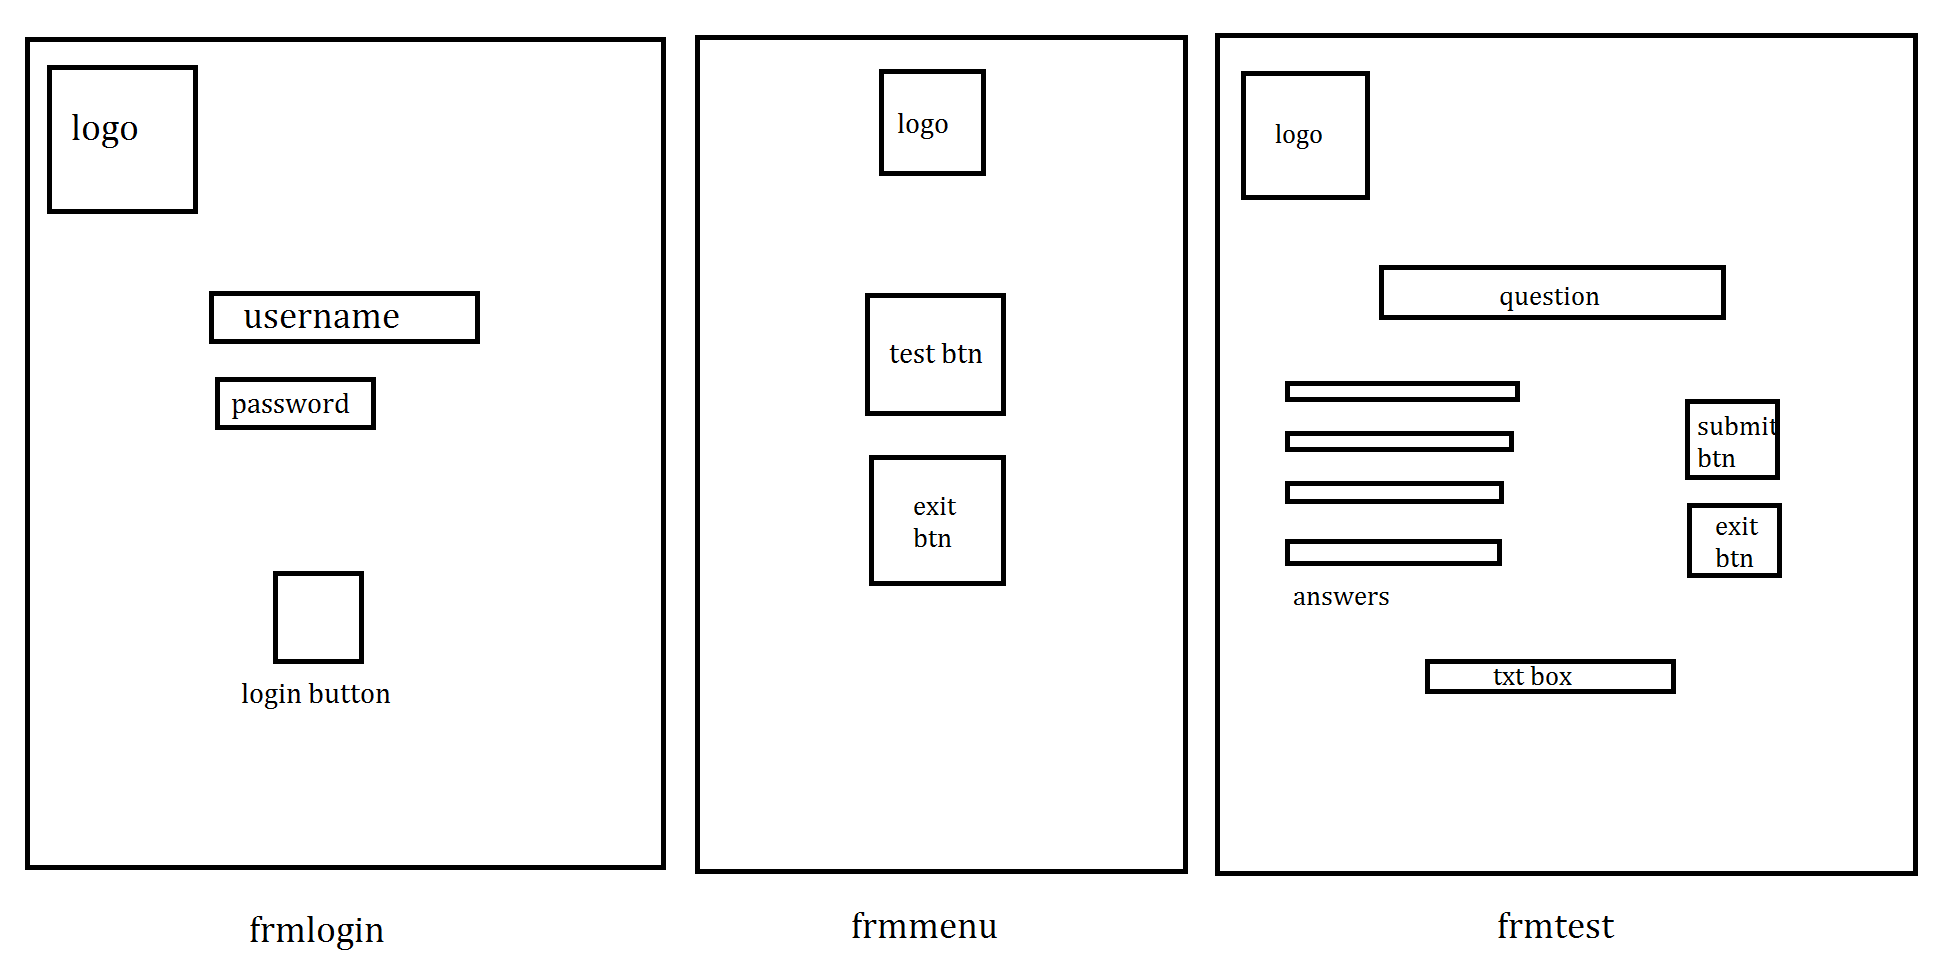 logo
username
password
login button
frmlogin
logo
test btn
exit
btn
frmmenu
logo
question
submit
btn
exit
btn
answers
txt box
frmtest